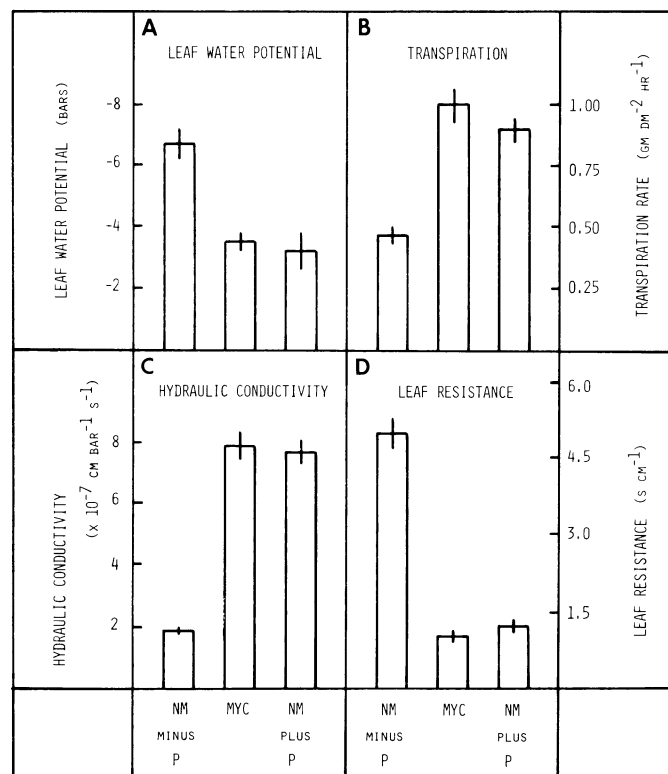 A
LEAF WATER POTENTIAL
LEAF WATER POTENTIAL (BARS)
-8
-6
-4
-2
B
TRANSPIRATION
1.00
0.75
0.50
0.25
TRANSPIRATION RATE (GM DM⁻² HR⁻¹)
C
HYDRAULIC CONDUCTIVITY
HYDRAULIC CONDUCTIVITY
(x 10⁻⁷ CM BAR⁻¹ S⁻¹)
8
6
4
2
D
LEAF RESISTANCE
6.0
4.5
3.0
1.5
LEAF RESISTANCE (S CM⁻¹)
NM MYC NM
MINUS PLUS
P P
NM MYC NM
MINUS PLUS
P P